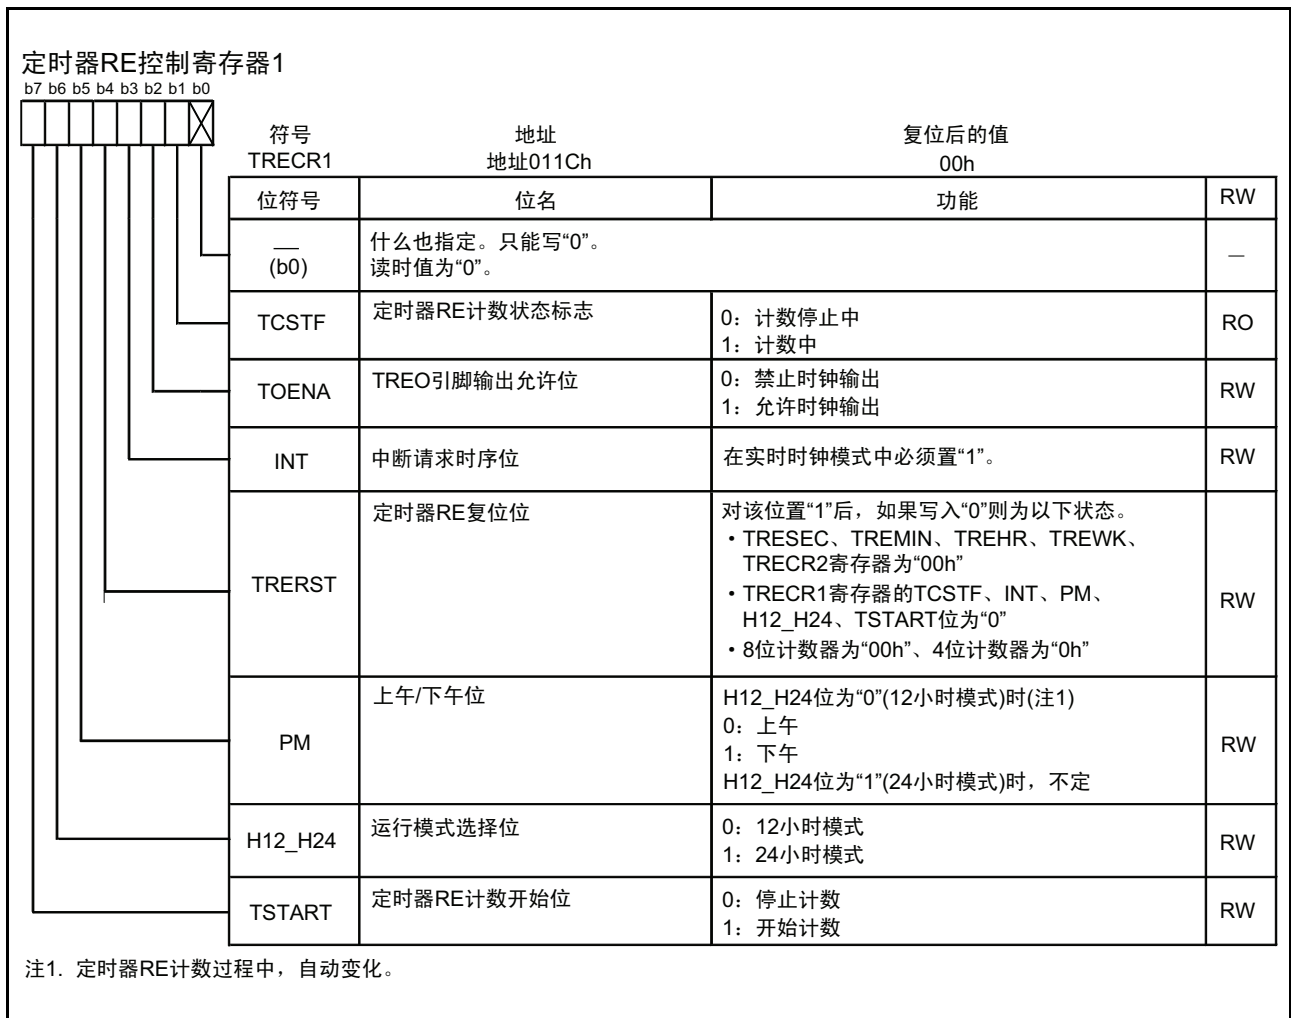 定时器RE控制寄存器1
b7 b6 b5 b4 b3 b2 b1 b0
符号 地址 复位后的值
TRECR1 地址011Ch 00h
位符号 位名 功能 RW
—
(b0)
什么也指定。只能写“0”。
读时值为“0”。
—
TCSTF
定时器RE计数状态标志
0：计数停止中
1：计数中
RO
TOENA
TREO引脚输出允许位
0：禁止时钟输出
1：允许时钟输出
RW
INT
中断请求时序位
在实时时钟模式中必须置“1”。
RW
TRERST
定时器RE复位位
对该位置“1”后，如果写入“0”则为以下状态。
・TRESEC、TREMIN、TREHR、TREWK、
TRECR2寄存器为“00h”
・TRECR1寄存器的TCSTF、INT、PM、
H12_H24、TSTART位为“0”
・8位计数器为“00h”、4位计数器为“0h”
RW
PM
上午/下午位
H12_H24位为“0”(12小时模式)时(注1)
0：上午
1：下午
H12_H24位为“1”(24小时模式)时，不定
RW
H12_H24
运行模式选择位
0：12小时模式
1：24小时模式
RW
TSTART
定时器RE计数开始位
0：停止计数
1：开始计数
RW
注1. 定时器RE计数过程中，自动变化。